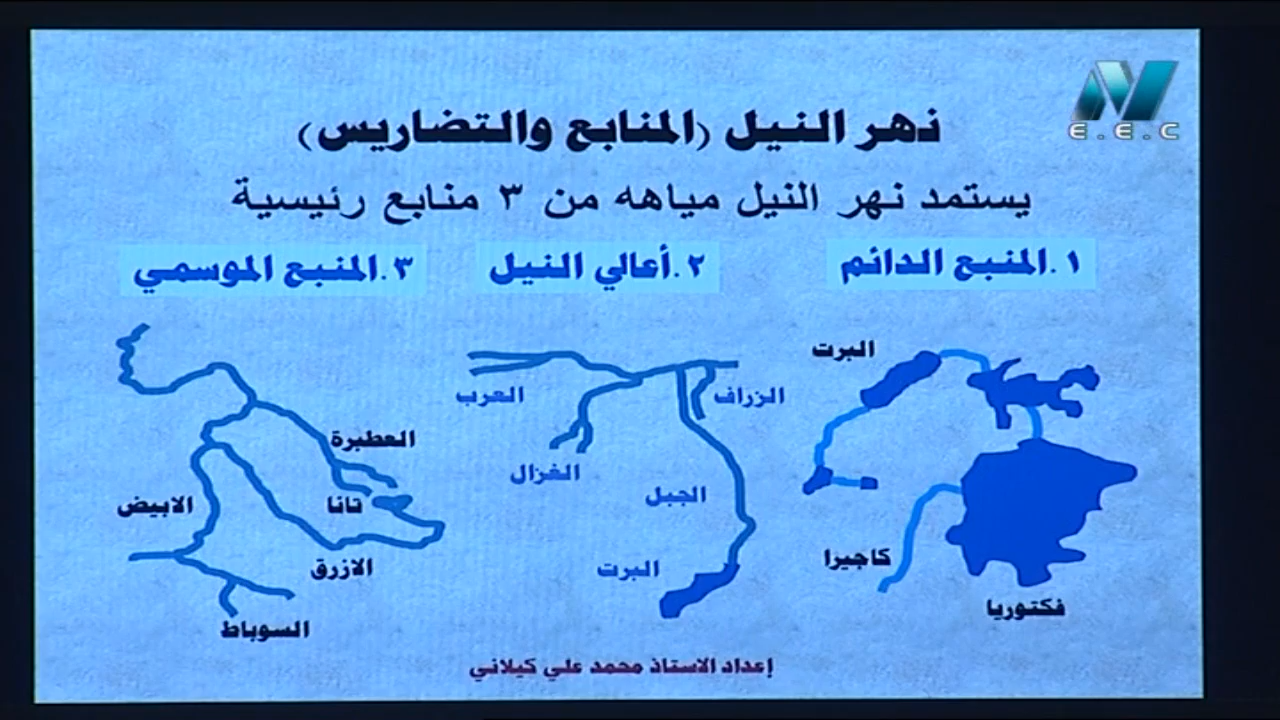 E.E.C
نهر النيل (المنابع والتضاريس)
يستمد نهر النيل مياهه من ٣ منابع رئيسية
١.المنبع الدائم
٢.أعالي النيل
٣.المنبع الموسمي
البرت
كاجيرا
فكتوريا
العرب
الزراف
الغزال
الجبل
البرت
العطبرة
تانا
الابيض
الازرق
السوباط
إعداد الاستاذ محمد علي كيلاني